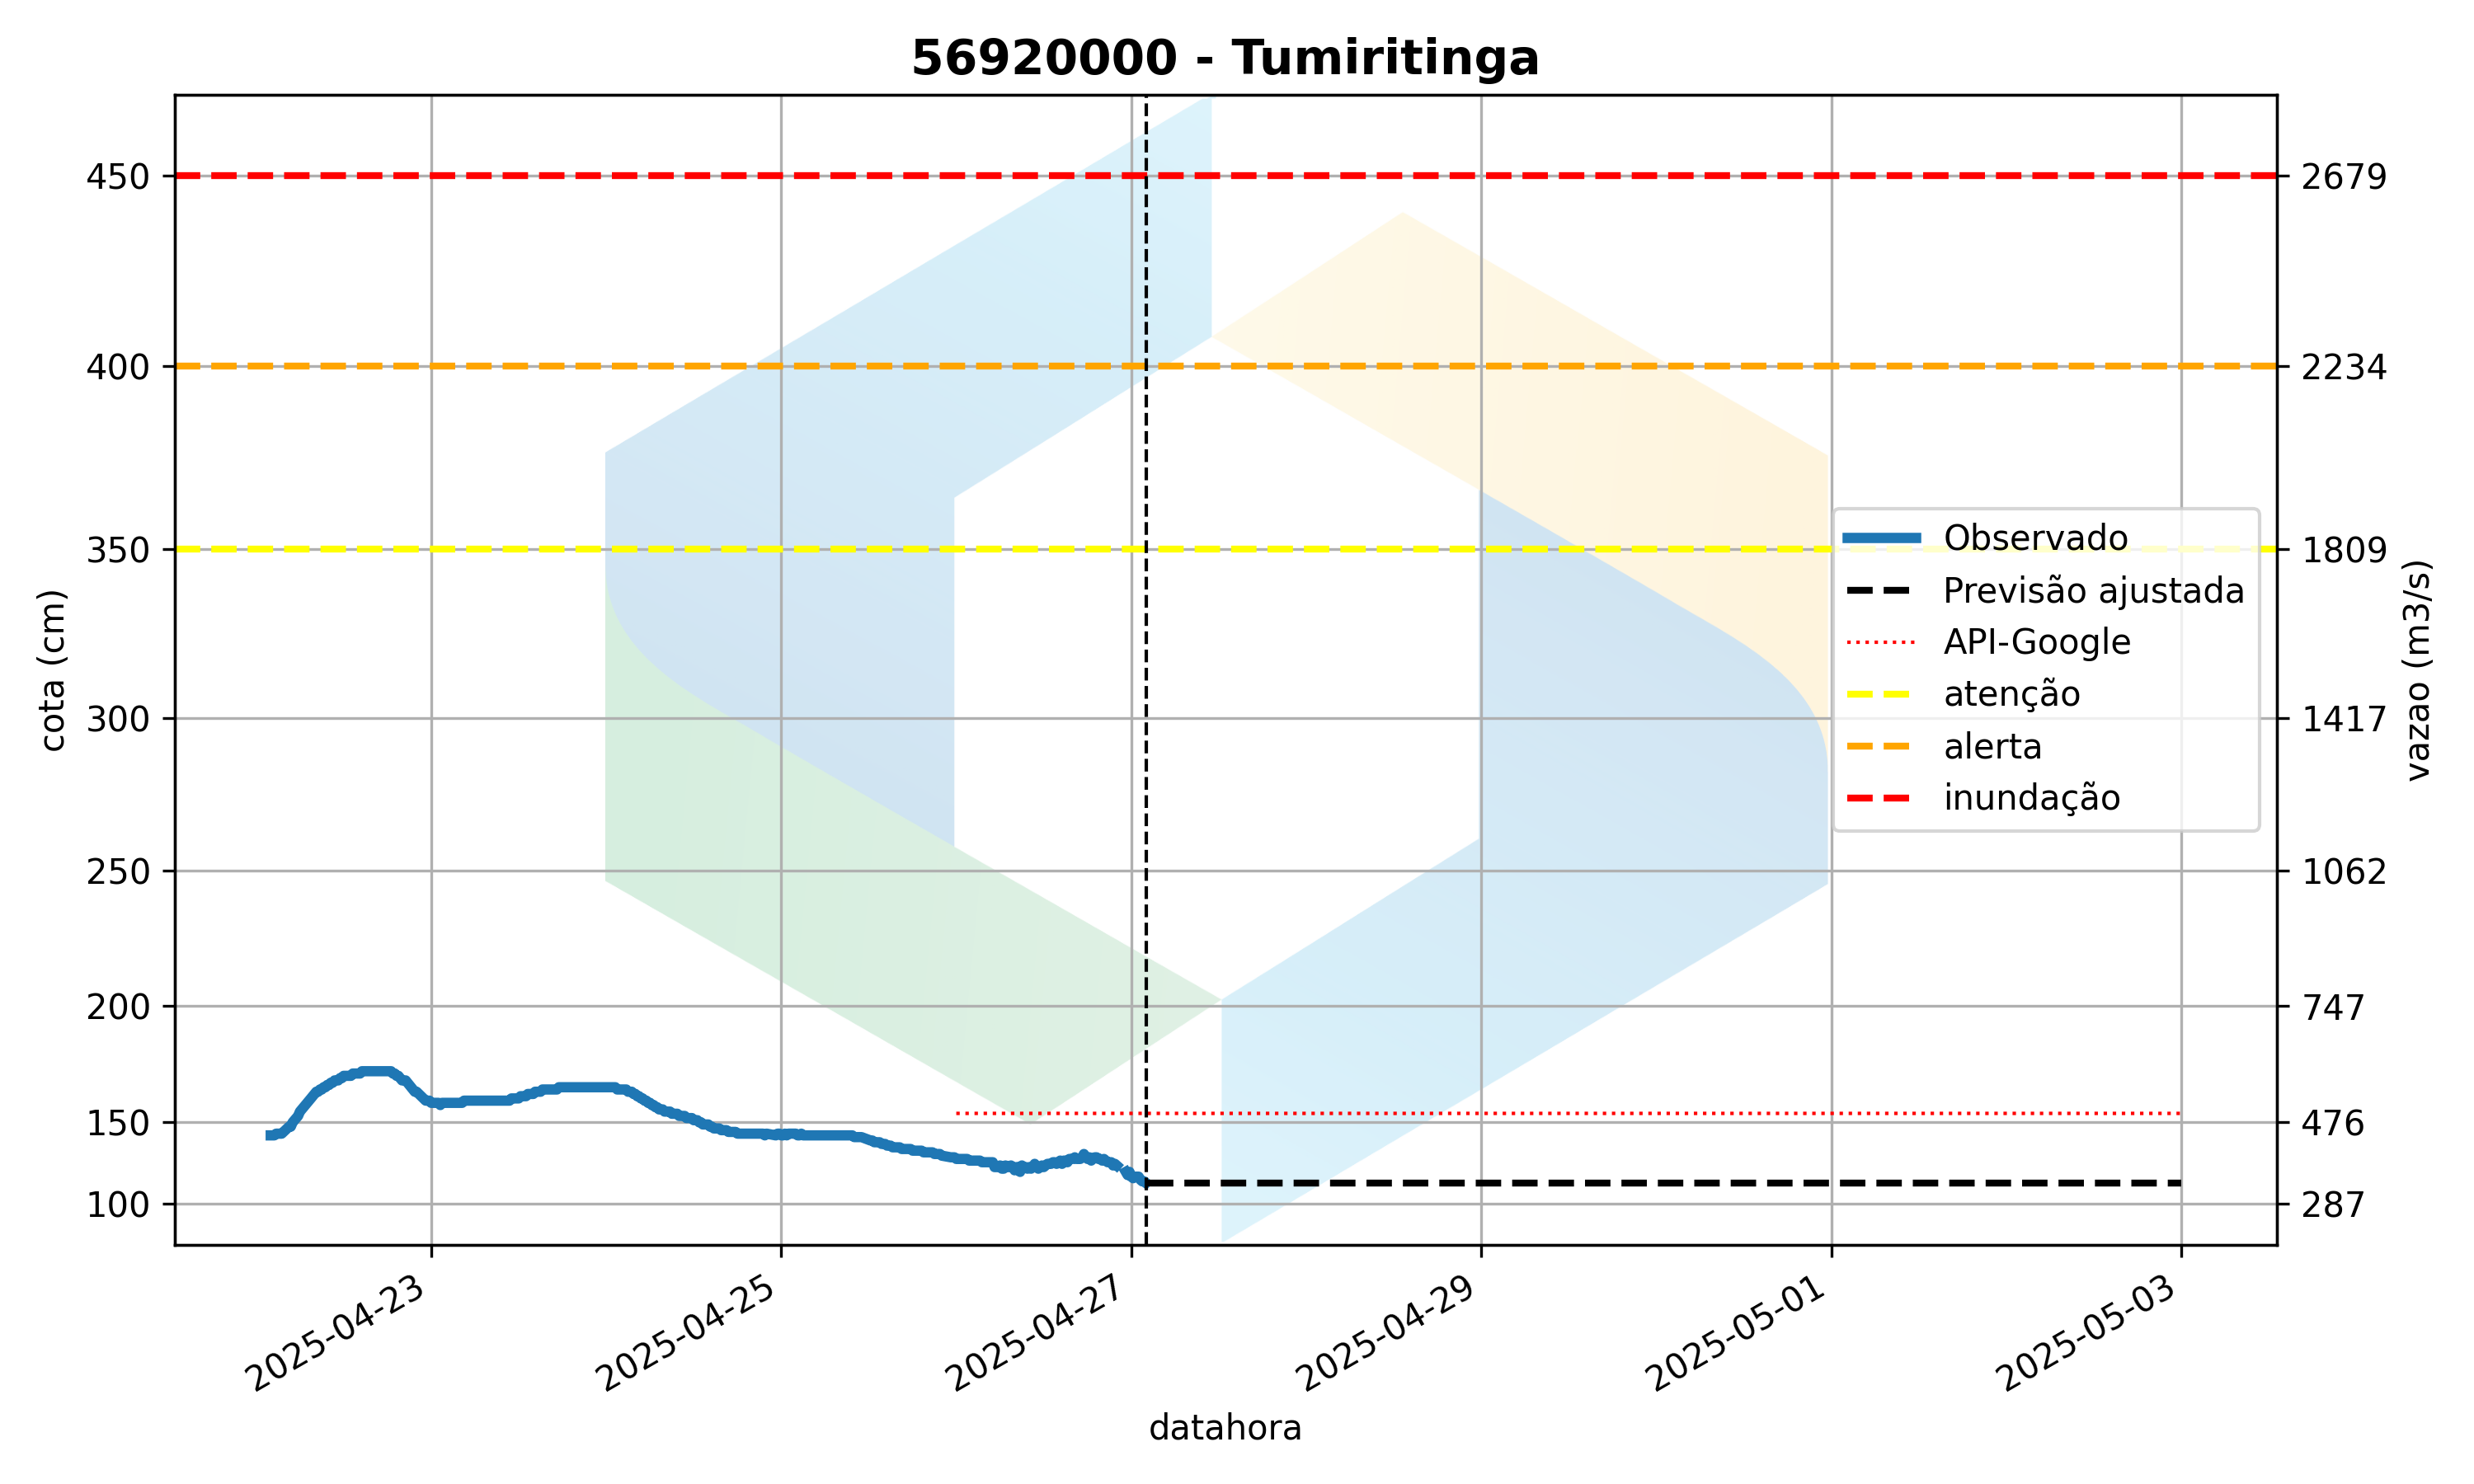 56920000 - Tumiritinga
450
400
350
300
250
200
150
100
cota (cm)
2679
2234
1809
1417
1062
747
476
287
vazao (m3/s)
Observado
Previsão ajustada
API-Google
atenção
alerta
inundação
2025-04-23
2025-04-25
2025-04-27
2025-04-29
2025-05-01
2025-05-03
datahora